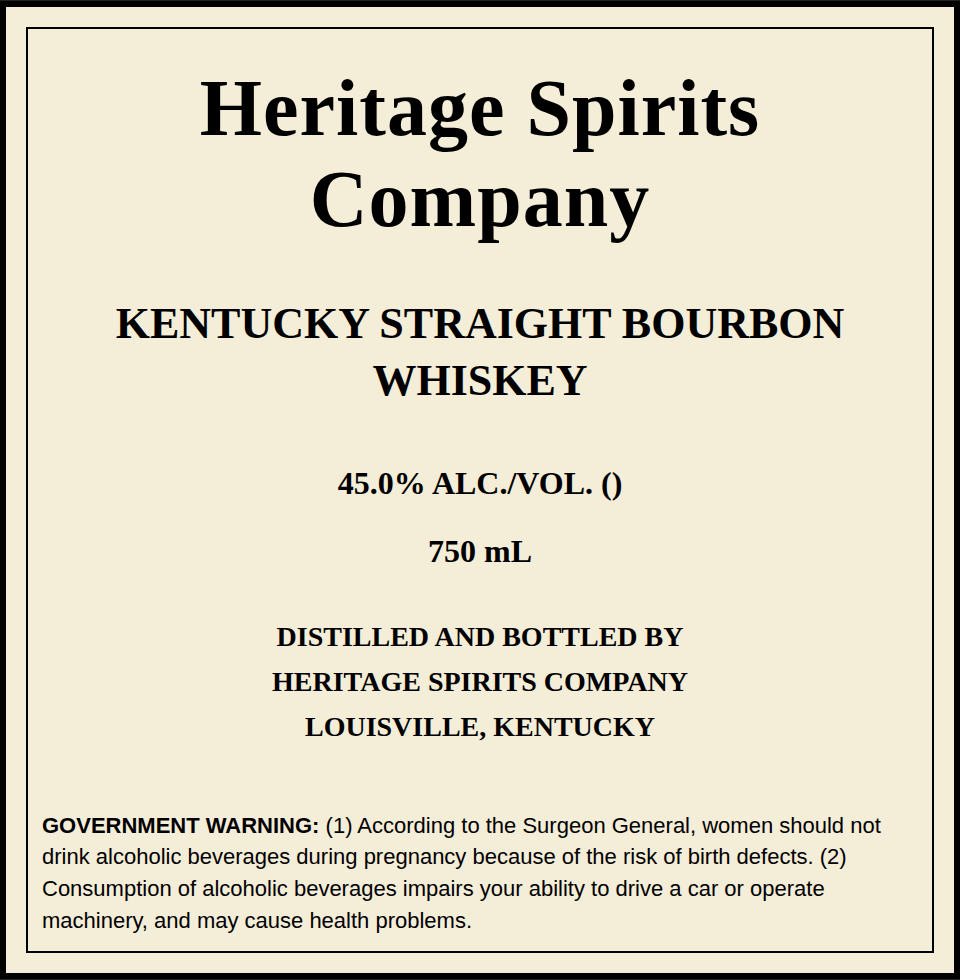 Heritage Spirits
Company
KENTUCKY STRAIGHT BOURBON
WHISKEY
45.0% ALC./VOL. ()
750 mL
DISTILLED AND BOTTLED BY
HERITAGE SPIRITS COMPANY
LOUISVILLE, KENTUCKY
GOVERNMENT WARNING: (1) According to the Surgeon General, women should not
drink alcoholic beverages during pregnancy because of the risk of birth defects. (2)
Consumption of alcoholic beverages impairs your ability to drive a car or operate
machinery, and may cause health problems.